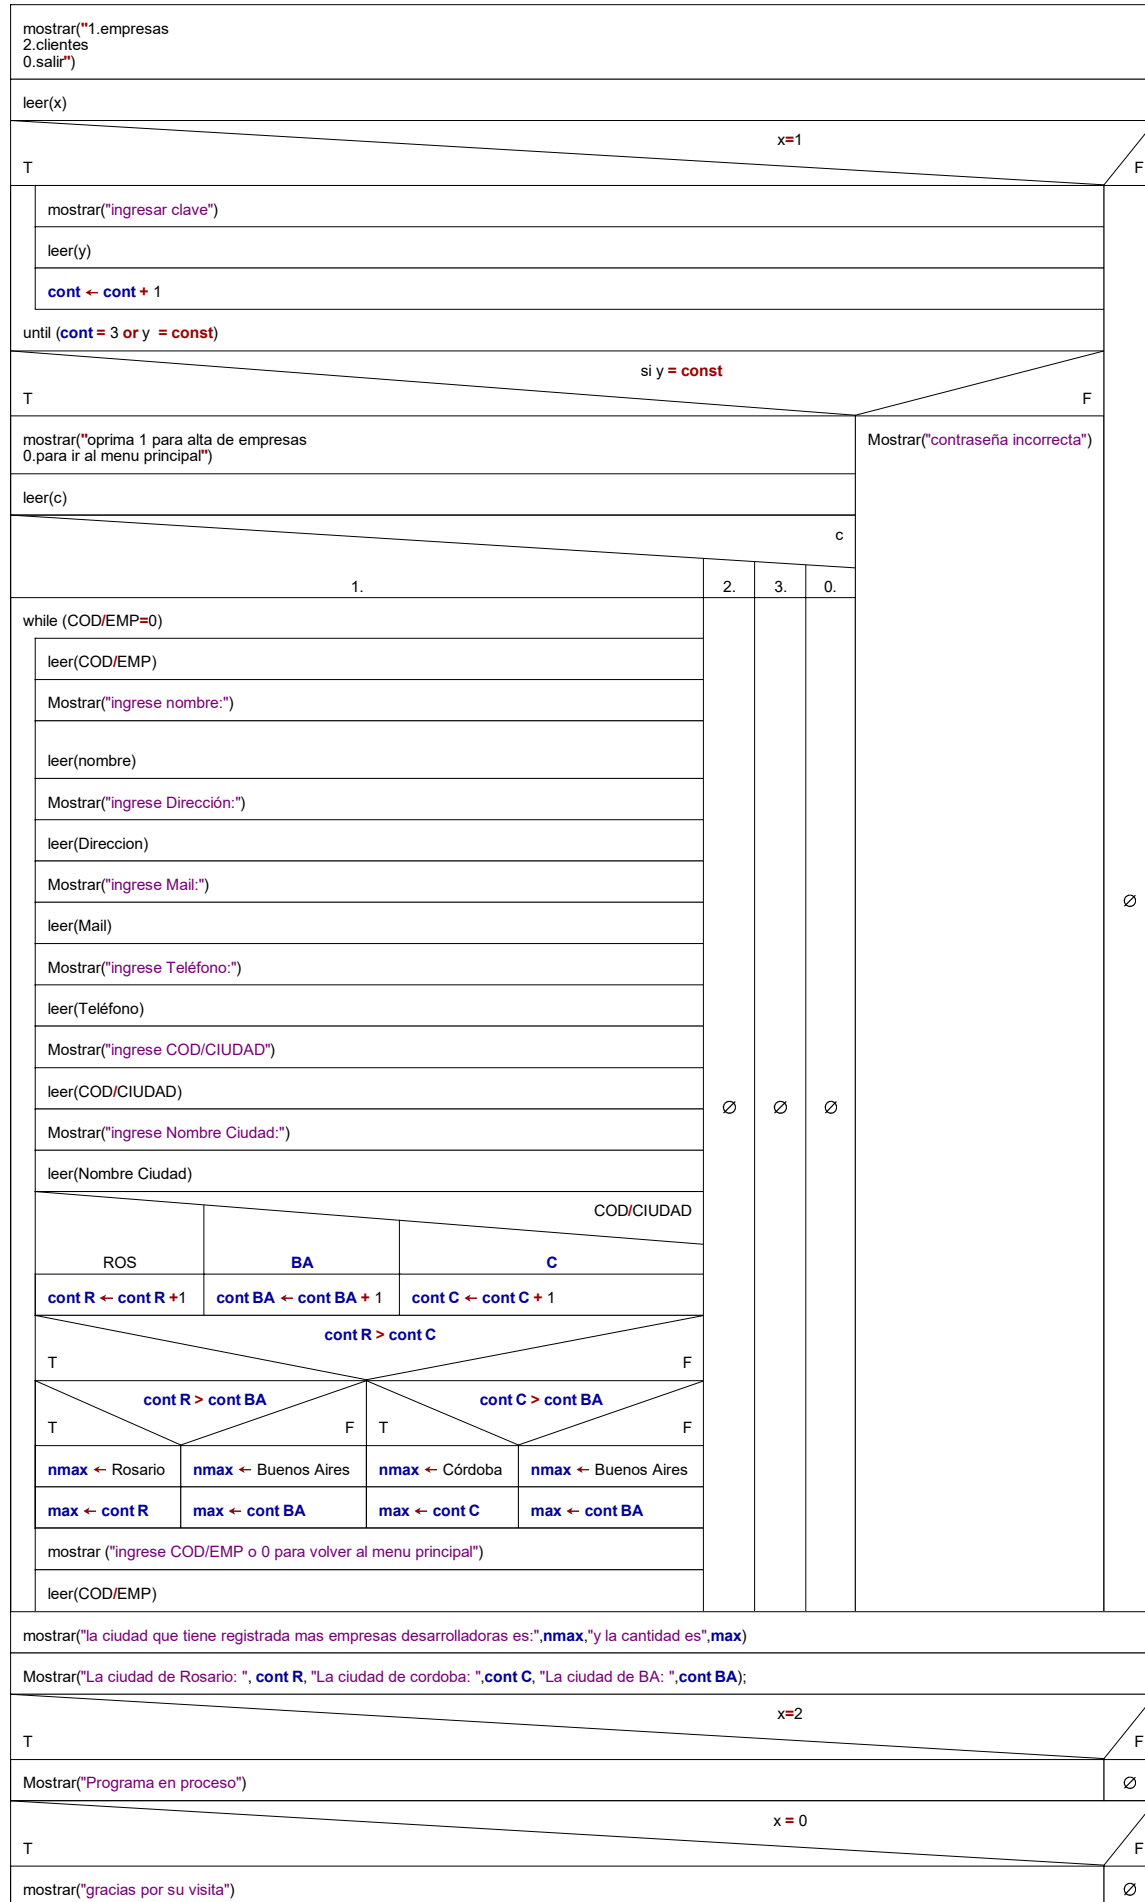 mostrar("1.empresas
2.clientes
0.salir")
leer(x)
x=1
T F
mostrar("ingresar clave")
leer(y)
cont ← cont + 1
until (cont = 3 or y = const)
si y = const
T F
mostrar("oprima 1 para alta de empresas
0.para ir al menu principal")
Mostrar("contraseña incorrecta")
leer(c)
c
1. 2. 3. 0.
while (COD/EMP=0)
leer(COD/EMP)
Mostrar("ingrese nombre:")
leer(nombre)
Mostrar("ingrese Dirección:")
leer(Direccion)
Mostrar("ingrese Mail:")
∅
leer(Mail)
Mostrar("ingrese Teléfono:")
leer(Teléfono)
Mostrar("ingrese COD/CIUDAD")
leer(COD/CIUDAD)
∅ ∅ ∅
Mostrar("ingrese Nombre Ciudad:")
leer(Nombre Ciudad)
COD/CIUDAD
ROS BA C
cont R ← cont R +1 cont BA ← cont BA + 1 cont C ← cont C + 1
cont R > cont C
T F
cont R > cont BA cont C > cont BA
T F T F
nmax ← Rosario nmax ← Buenos Aires nmax ← Córdoba nmax ← Buenos Aires
max ← cont R max ← cont BA max ← cont C max ← cont BA
mostrar ("ingrese COD/EMP o 0 para volver al menu principal")
leer(COD/EMP)
mostrar("la ciudad que tiene registrada mas empresas desarrolladoras es:",nmax,"y la cantidad es",max)
Mostrar("La ciudad de Rosario: ", cont R, "La ciudad de cordoba: ",cont C, "La ciudad de BA: ",cont BA);
x=2
T F
Mostrar("Programa en proceso") ∅
x = 0
T F
mostrar("gracias por su visita") ∅